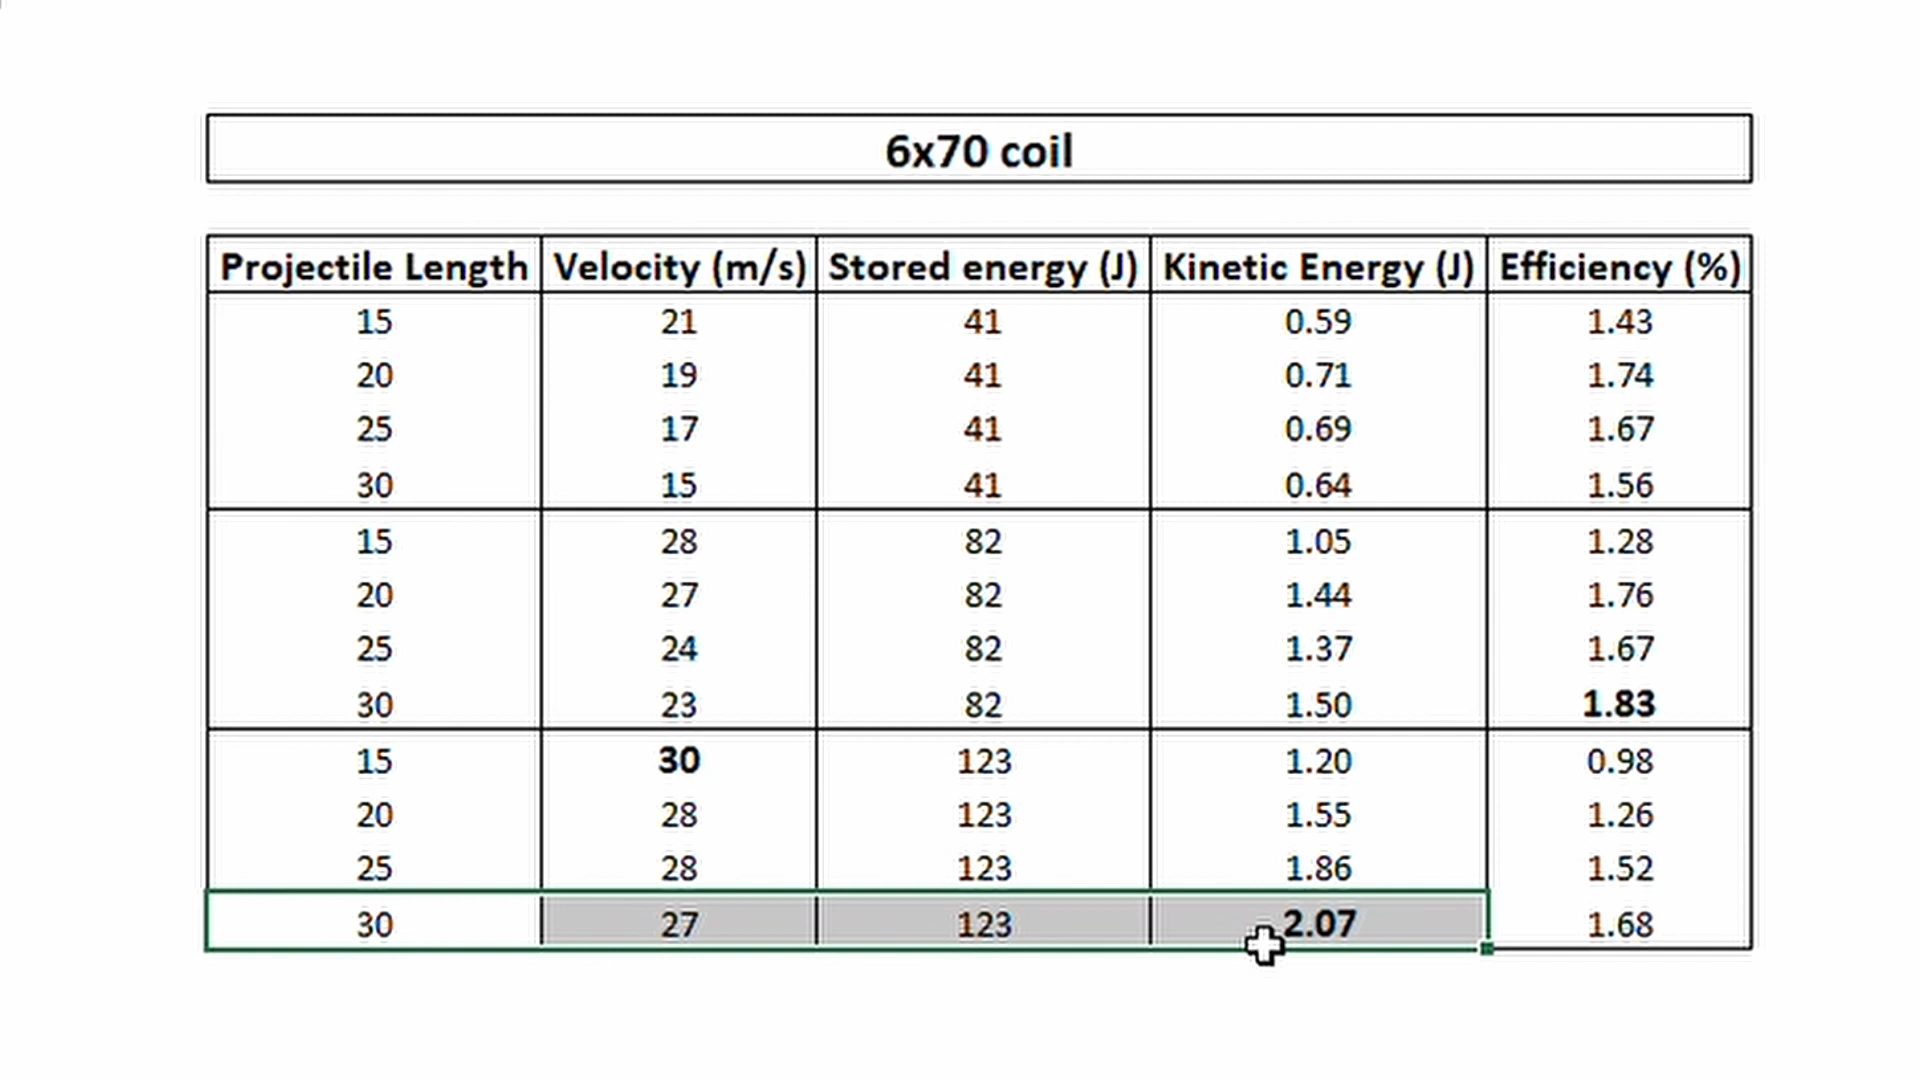 6x70 coil
Projectile Length Velocity (m/s) Stored energy (J) Kinetic Energy (J) Efficiency (%)
15 21 41 0.59 1.43
20 19 41 0.71 1.74
25 17 41 0.69 1.67
30 15 41 0.64 1.56
15 28 82 1.05 1.28
20 27 82 1.44 1.76
25 24 82 1.37 1.67
30 23 82 1.50 1.83
15 30 123 1.20 0.98
20 28 123 1.55 1.26
25 28 123 1.86 1.52
30 27 123 2.07 1.68